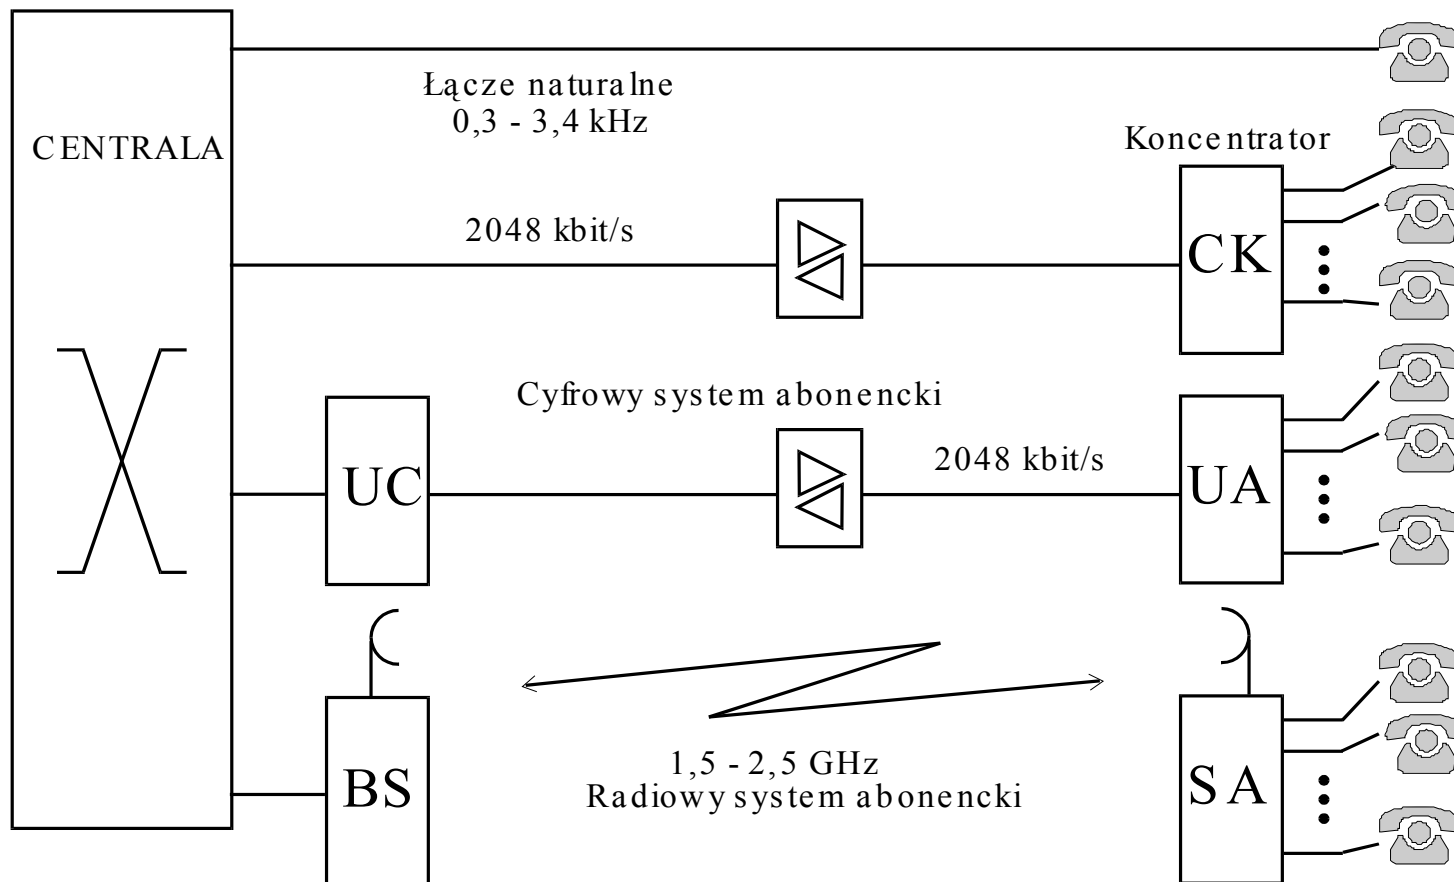 Łącze naturalne
0,3 - 3,4 kHz
CENTRALA
Koncentrator
2048 kbit/s
CK
Cyfrowy system abonencki
2048 kbit/s
UC
UA
1,5 - 2,5 GHz
Radiowy system abonencki
BS
SA